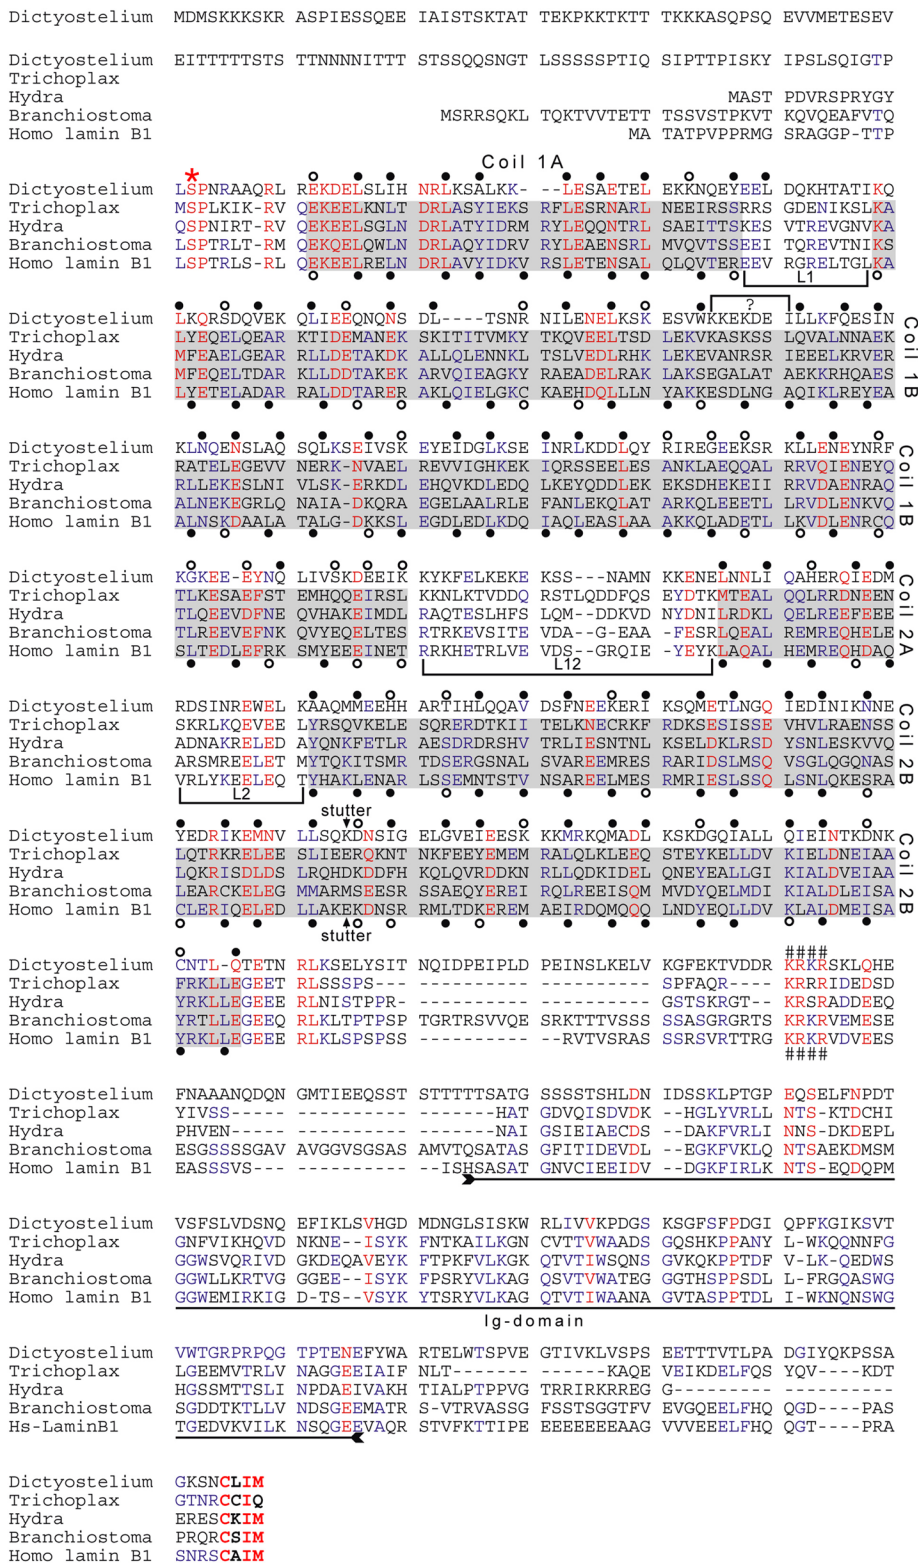 Dictyostelium MDMSKKKSKR ASPIESSQEE IAISTSKTAT TEKPKKTKTT TKKKASQPSQ EVVMETESEV
Dictyostelium EITTTTTSTS TTNNNNITTT STSSQQSNGT LSSSSSPTIQ SIPTTPISKY IPSLSQIGTP
Trichoplax
Hydra MAST PDVRSPRYGY
Branchiostoma MSRRSQKL TQKTVVTETT TSSVSTPKVT KQVQEAFVTQ
Homo lamin B1 MA TATPVPPRMG SRAGGP-TTP
Coil 1A
*
Dictyostelium LSPNRAAQRL REKDELSLIH NRLKSALKK- --LESAETEL EKKNQEYEEL DQKHTATIKQ
Trichoplax MSPLKIK-RV QEKEELKNLT DRLASYIEKS RFLESRNARL NEEIRSSRRS GDENIKSLKA
Hydra QSPNIRT-RV QEKEELSGLN DRLATYIDRM RYLEQQNTRL SAEITTSKES VTREVGNVKA
Branchiostoma LSPTRLT-RM QEKQELQWLN DRLAQYIDRV RYLEAENSRL MVQVTSSEEI TQREVTNIKS
Homo lamin B1 LSPTRLS-RL QEKEELRELN DRLAVYIDKV RSLETENSAL QLQVTEREEV RGRELTGLKA
L1
?
Dictyostelium LKQRSDQVEK QLIEEQNQNS DL----TSNR NILENELKSK ESVWKKEKDE ILLKFQESIN
Trichoplax LYEQELQEAR KTIDEMANEK SKITITVMKY TKQVEELTSD LEKVKASKSS LQVALNNAEK
Hydra MFEAELGEAR RLLDETAKDK ALLQLENNKL TSLVEDLRHK LEKEVANRSR IEEELKRVER
Branchiostoma MFEQELTDAR KLLDDTAKEK ARVQIEAGKY RAEADELRAK LAKSEGALAT AEKKRHQAES
Homo lamin B1 LYETELADAR RALDDTARER AKLQIELGKC KAEHDQLLLN YAKKESDLNG AQIKLREYEA
Coil 1B
Dictyostelium KLNQENSLAQ SQLKSEIVSK EYEIDGLKSE INRLKDDLQY RIREGEEKSR KLLENEYNRF
Trichoplax RATELEGEVV NERK-NVAEL REVVIGHKEK IQRSSEELES ANKLAEQQAL RRVQIENEYQ
Hydra RLLEKESLNI VLSK-ERKDL EHQVKDLEDQ LKEYQDDLEK EKSDHEKEII RRVDAENRAQ
Branchiostoma ALNEKEGRLQ NAIA-DKQRA EGELAALRLE FANLEKQLAT ARKQLEEETL LRVDLENKVQ
Homo lamin B1 ALNSKDAALA TALG-DKKSL EGDLEDLKDQ IAQLEASLAA AKKQLADETL LKVDLENRCQ
Coil 1B
Dictyostelium KGKEE-EYNQ LIVSKDEEIK KYKFELKEKE KSS---NAMN KKENELNNLI QAHERQIEDM
Trichoplax TLKESAEFST EMHQQEIRSL KKNLKTVDDQ RSTLQDDFQS EYDTKMTEAL QQLRRDNEEN
Hydra TLQEEVDFNK QVHAKEIMDL RAQTESLHFS LQM--DDKVD NYDNILRDKL QELREQFEEE
Branchiostoma TLREEVEFNK QVYEQELTES RTRKEVSITE VDA--G-EAA FESRLQEALR EMREQHELE
Homo lamin B1 SLTEDLEFRK SMYEEEINET RRKHETRLVE VDS--GRQIE YEYKLAQALH EMREQHDAQ
L12
Coil 2A
Dictyostelium RDSINREWEL KAAQMMEEHH ARTIHLQQAV DSFNEEKERI KSQMETLNGQ IEDINIKNNE
Trichoplax SKRLKQEVEE LYRSQVKELE SQRERDTKII TELKNECRKF RDKSESISSE VHVLRAENSS
Hydra ADNAKRELED AYQNKFETLR AESRDRSHV TRLIESNTNL KSELDKLRSD YSNLESKVVQ
Branchiostoma ARSMREELET MYTQKITSMR LSSERLGSNAL NSVAREEMRE SRARIDSLMSQ VSGLQGQNAS
Homo lamin B1 VRLYKEELEQ TYHAKLENAR LSSEMNTSTV NSAREELMES RMRIESLSSQ LSNLQKESRA
L2
Coil 2B
stutter
Dictyostelium YEDRIKEMNV LLSQKDNSIG ELGVEIEESK KKMRKQMADL KSKDGQIALL QIEINTKDNK
Trichoplax LQTRKRELEE SLIEERQKNT NKFEEYEMEM RALQLKLEEQ STEYKELLDV KIELDNEIAA
Hydra LQKRISDLDS LRQHDKDDFH KQLQVRDDKN RLLQDKIDEL QNEYQALLDI KIALDVEIAA
Branchiostoma LEARCKELEG MMARMSEESR SSAEQYEREI RQLREEISQM MVDYELLMDI KIALDLEISA
Homo lamin B1 CLERIQELED LLAKEKDNSR RMLTDKEREM AEIRDQMQQQ LNDYEQLLDV KLALDMEISA
stutter
Coil 2B
####
Dictyostelium CNTL-QTETN RLKSELYSIT NQIDPEIPLD PEINSLKELV KGFEKTVDDR KRKRSKLQHE
Trichoplax FRKLLEGEET RLSSSPS--- ---------- ---------- SPFAQR---- KRRRIDEDSD
Hydra YRKLLEGEEE RLNISTPPR- ---------- ---------- GSTSKRGT-- KRSRADDEEQ
Branchiostoma YRTLLEGEEQ RLKLTPTPSP TGRTRSVVQE SRKTTTVSSS SSASGRGRTS KRKRVEMESE
Homo lamin B1 YRKLLEGEEE RLKLSPSPSS ---------- --RVTVSRAS SSRSVRTTRG KRKRVDVEES
####
Dictyostelium FNAAANQDQN GMTIEEQSST STTTTTSATG GSSSSTSHLDN IDSSKLPTGP EQSELFNPDT
Trichoplax YIVSS----- ---------- -------HAT GDVQISDVDK --HGLYVRLL NTS-KTDCHI
Hydra PHVEN----- ---------- -------NAI GSIEIAECDS --DAKFVRLI NNS-DKDEPL
Branchiostoma ESGSSSSGAV AVGGVSGSAS AMVTQSATAS GFITIDEVDL --EGKFVKLQ NTSAEKDMSM
Homo lamin B1 EASSSVS--- ---------- ---ISHSASAT GNVCIEEIDV --DGKFIRLK NTS-EQDQPM
Dictyostelium VSFSLVDSNQ EFIKLSVHGD MDNGLSISKW RLIVVKPDGS KSGFSFPDGI QPFKGIKSVT
Trichoplax GNFVIKHQVD NKNE--ISYK FNTKAILKGN CVTTVWAADS GQSHKPPANY L-WKQQNNFG
Hydra GGWSVQRIVD GKDEQAVEYK FTPKFVLKGG QTVTIWSQNS GVKQKPPTDF V-LK-QEDWS
Branchiostoma GGWLLKRTVG GGEE--ISYK FPSRYVLKAG QSVTVWATEG GGTHSPPSDL L-FRGQASWG
Homo lamin B1 GGWEMIRKIG D-TS--VSYK YTSRYVLKAG QTVTIWAANA GVTASPPTDL I-WKNQNSWG
Ig-domain
Dictyostelium VWTGRPRPQG TPTENEFYWA RTELWTSPVEG GTIVKLVSPS EETTTVTLPA DGIYQKPSSA
Trichoplax LGEEMVTRLV NAGGEEIAIF NLT------- ---KAQEV EIKDELFQS YQV----KDT
Hydra HGSSMTTSLI NPDAEIVAKH TIALPTPPVG TRRIRKRREG G---------
Branchiostoma SGDDTKTLLV NDSGEEMATR S-VTRVASSG FSSTSGGTFV EVGQEELFHQ QGD----PAS
Hs-LaminB1 TGEDVKVILK NSQGEEVAQR STVFKTTIPE EEEEEEEAAG VVVEEELFHQ QGT----PRA
Dictyostelium GKSNCLIM
Trichoplax GTNRCCIQ
Hydra ERESCKIM
Branchiostoma PRQRCSIM
Homo lamin B1 SNRSCAIM